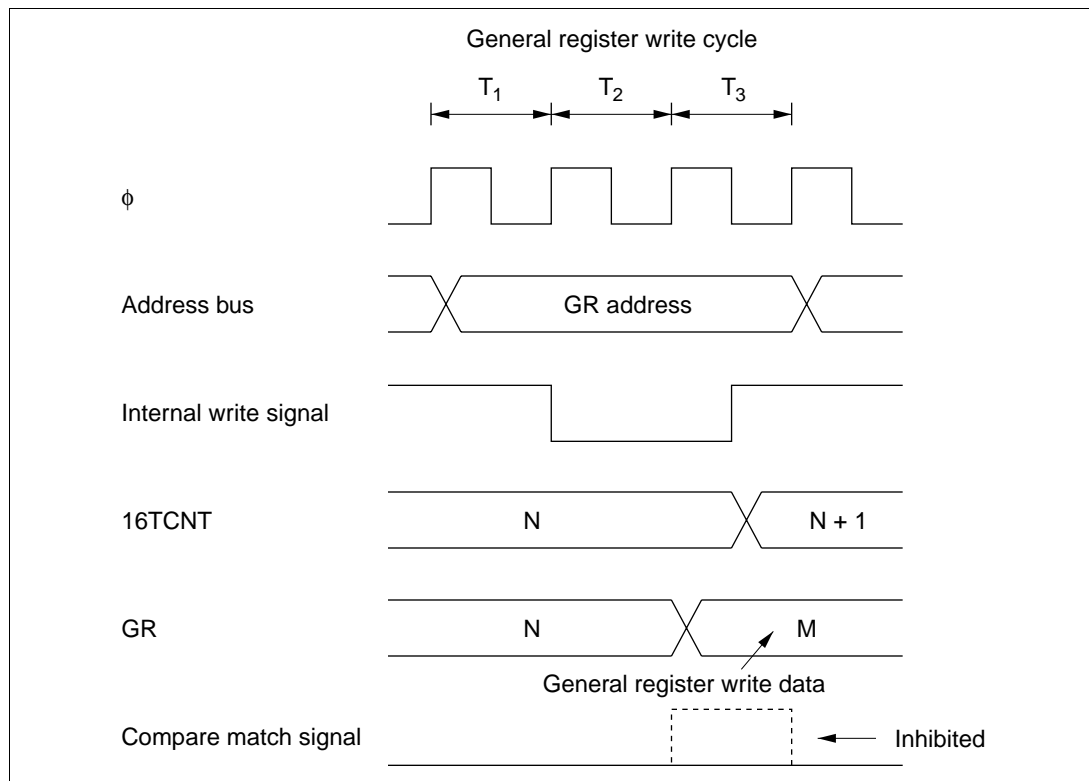 General register write cycle
T1 T2 T3
φ
Address bus GR address
Internal write signal
16TCNT N N + 1
GR N M
General register write data
Compare match signal Inhibited